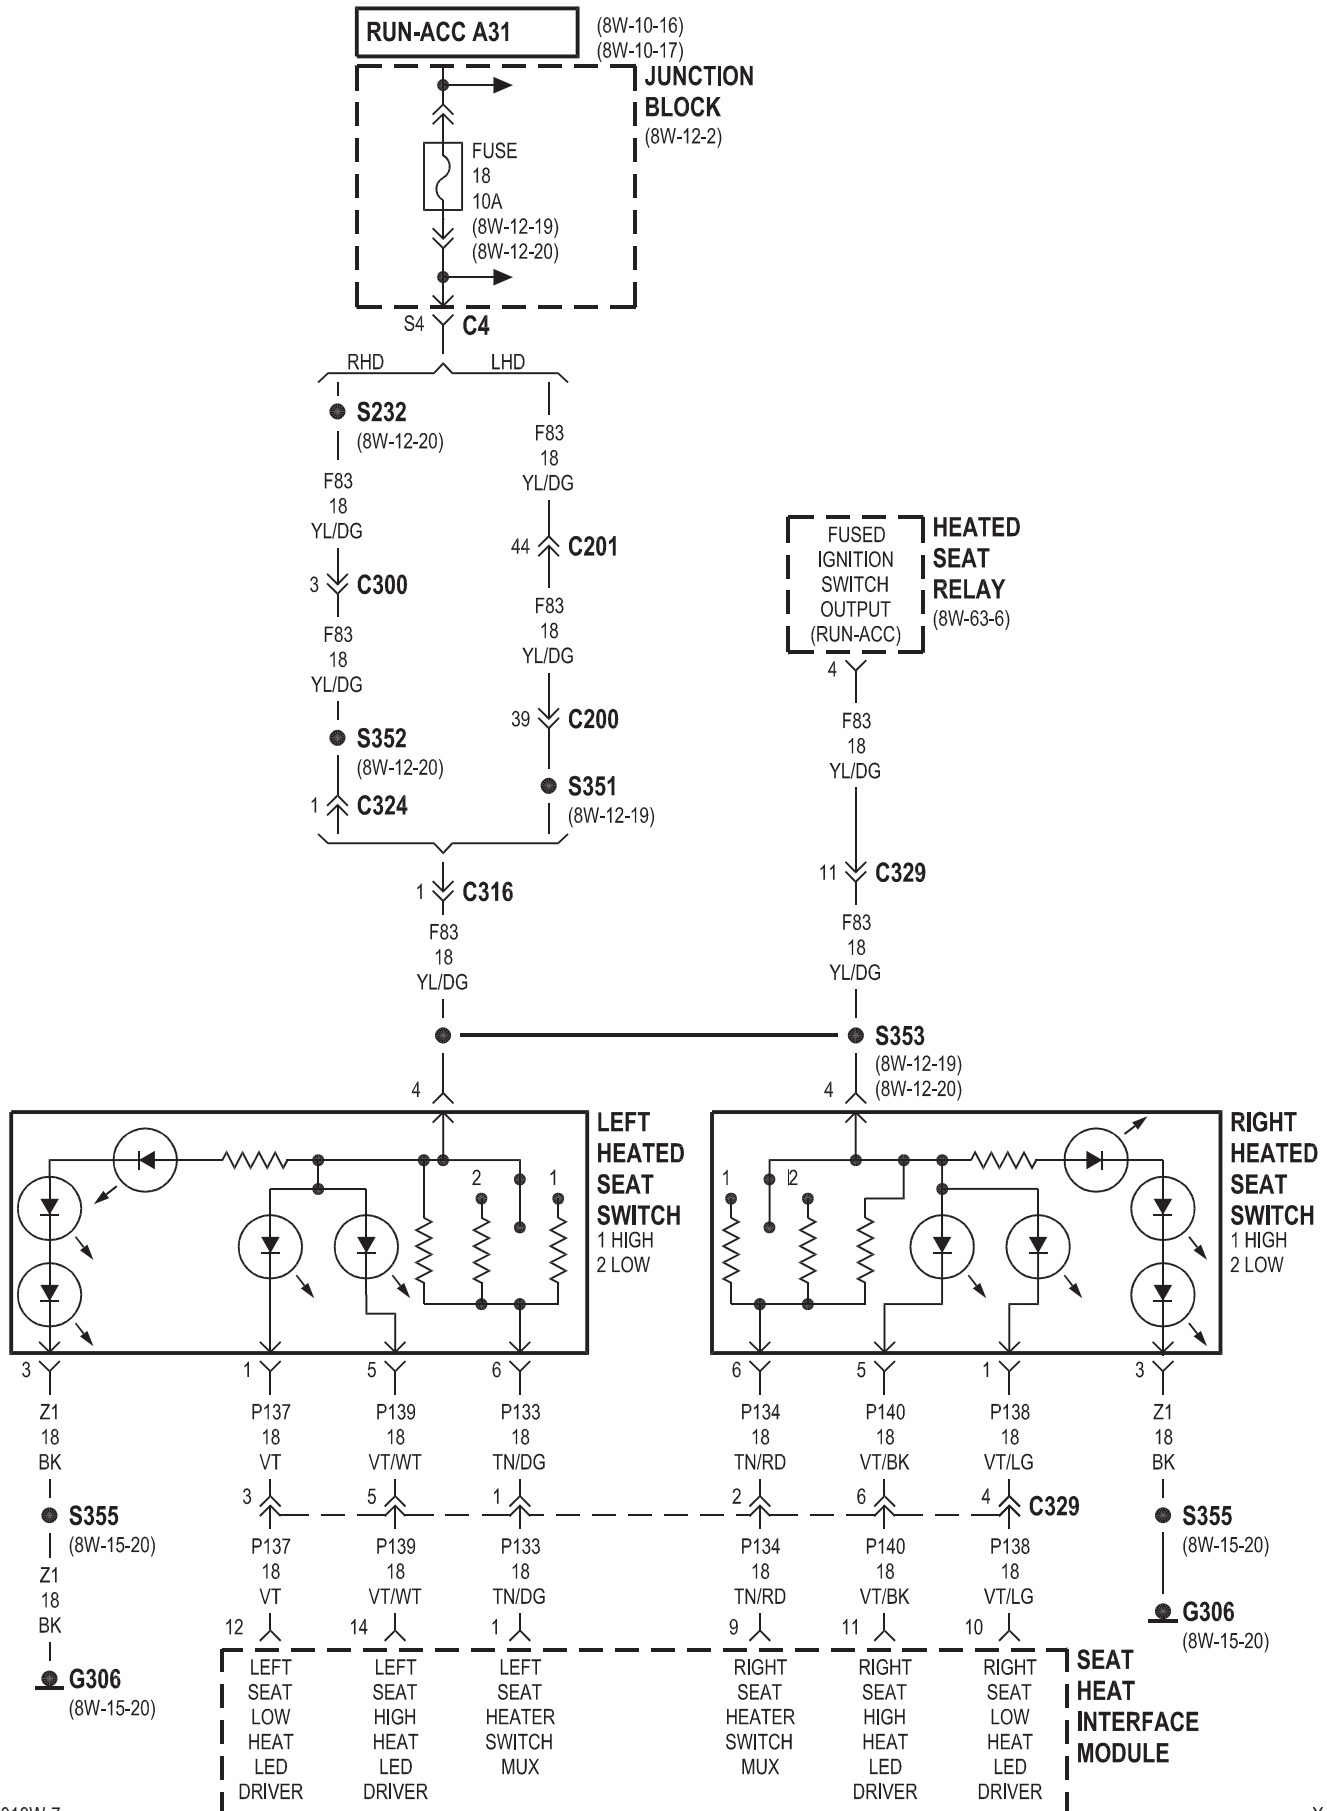 RUN-ACC A31
(8W-10-16)
(8W-10-17)
JUNCTION
BLOCK
(8W-12-2)
FUSE
18
10A
(8W-12-19)
(8W-12-20)
S4
C4
RHD
LHD
S232
(8W-12-20)
F83
18
YL/DG
3
C300
F83
18
YL/DG
S352
(8W-12-20)
1
C324
F83
18
YL/DG
44
C201
F83
18
YL/DG
39
C200
S351
(8W-12-19)
1
C316
F83
18
YL/DG
FUSED
IGNITION
SWITCH
OUTPUT
(RUN-ACC)
HEATED
SEAT
RELAY
(8W-63-6)
4
F83
18
YL/DG
11
C329
F83
18
YL/DG
S353
(8W-12-19)
(8W-12-20)
4
4
2
1
LEFT
HEATED
SEAT
SWITCH
1 HIGH
2 LOW
1
2
RIGHT
HEATED
SEAT
SWITCH
1 HIGH
2 LOW
3
1
5
6
6
5
1
3
Z1
18
BK
P137
18
VT
P139
18
VT/WT
P133
18
TN/DG
P134
18
TN/RD
P140
18
VT/BK
P138
18
VT/LG
Z1
18
BK
3
5
1
2
6
4
C329
S355
(8W-15-20)
S355
(8W-15-20)
Z1
18
BK
P137
18
VT
P139
18
VT/WT
P133
18
TN/DG
P134
18
TN/RD
P140
18
VT/BK
P138
18
VT/LG
G306
(8W-15-20)
12
14
1
9
11
10
G306
(8W-15-20)
LEFT
SEAT
LOW
HEAT
LED
DRIVER
LEFT
SEAT
HIGH
HEAT
LED
DRIVER
LEFT
SEAT
HEATER
SWITCH
MUX
RIGHT
SEAT
HEATER
SWITCH
MUX
RIGHT
SEAT
HIGH
HEAT
LED
DRIVER
RIGHT
SEAT
LOW
HEAT
LED
DRIVER
SEAT
HEAT
INTERFACE
MODULE